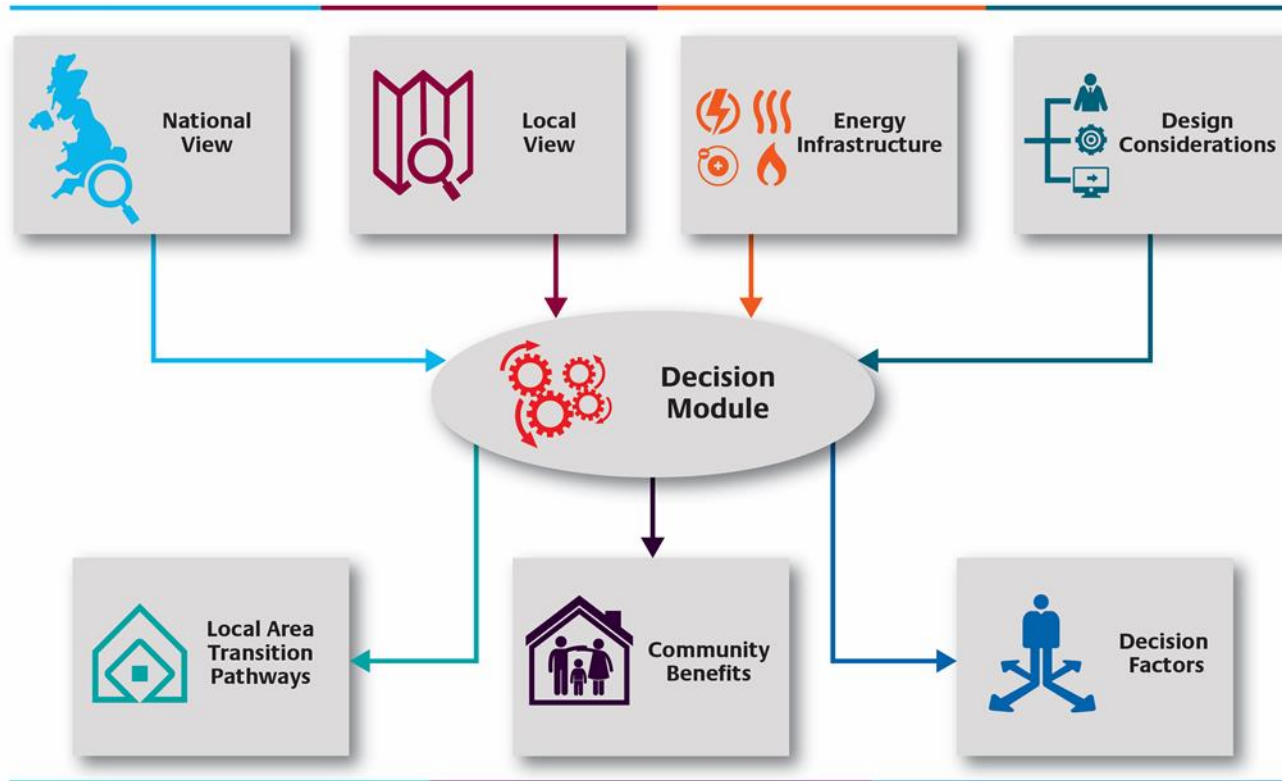 National
View
Local
View
Energy
Infrastructure
Design
Considerations
Decision
Module
Local Area
Transition
Pathways
Community
Benefits
Decision
Factors